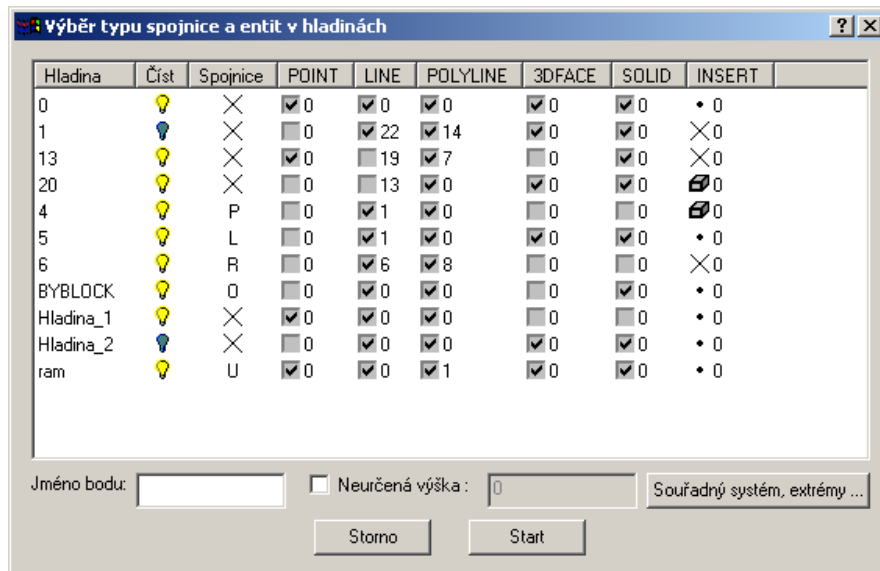 Výběr typu spojnice a entit v hladinách
Hladina Číst Spojnice POINT LINE POLYLINE 3DFACE SOLID INSERT
0 0 0 0 0 0 0
1 0 22 14 0 0 0
13 0 19 7 0 0 0
20 0 13 0 0 0 0
4 P 0 1 0 0 0 0
5 L 0 1 0 0 0 0
6 R 0 6 8 0 0 0
BYBLOCK O 0 0 0 0 0 0
Hladina_1 0 0 0 0 0 0
Hladina_2 0 0 0 0 0 0
ram U 0 0 1 0 0 0
Jméno bodu: Neurčená výška : 0 Souřadný systém, extrémy ...
Storno Start